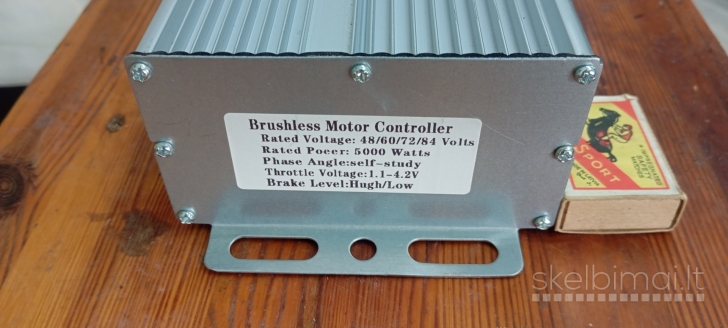 Brushless Motor Controller
Rated Voltage: 48/60/72/84 Volts
Rated Pocer: 5000 Watts
Phase Angle:self-study
Throttle Voltage:1.1-4.2V
Brake Level:Hugh/Low
SPORT
skelbimai.lt